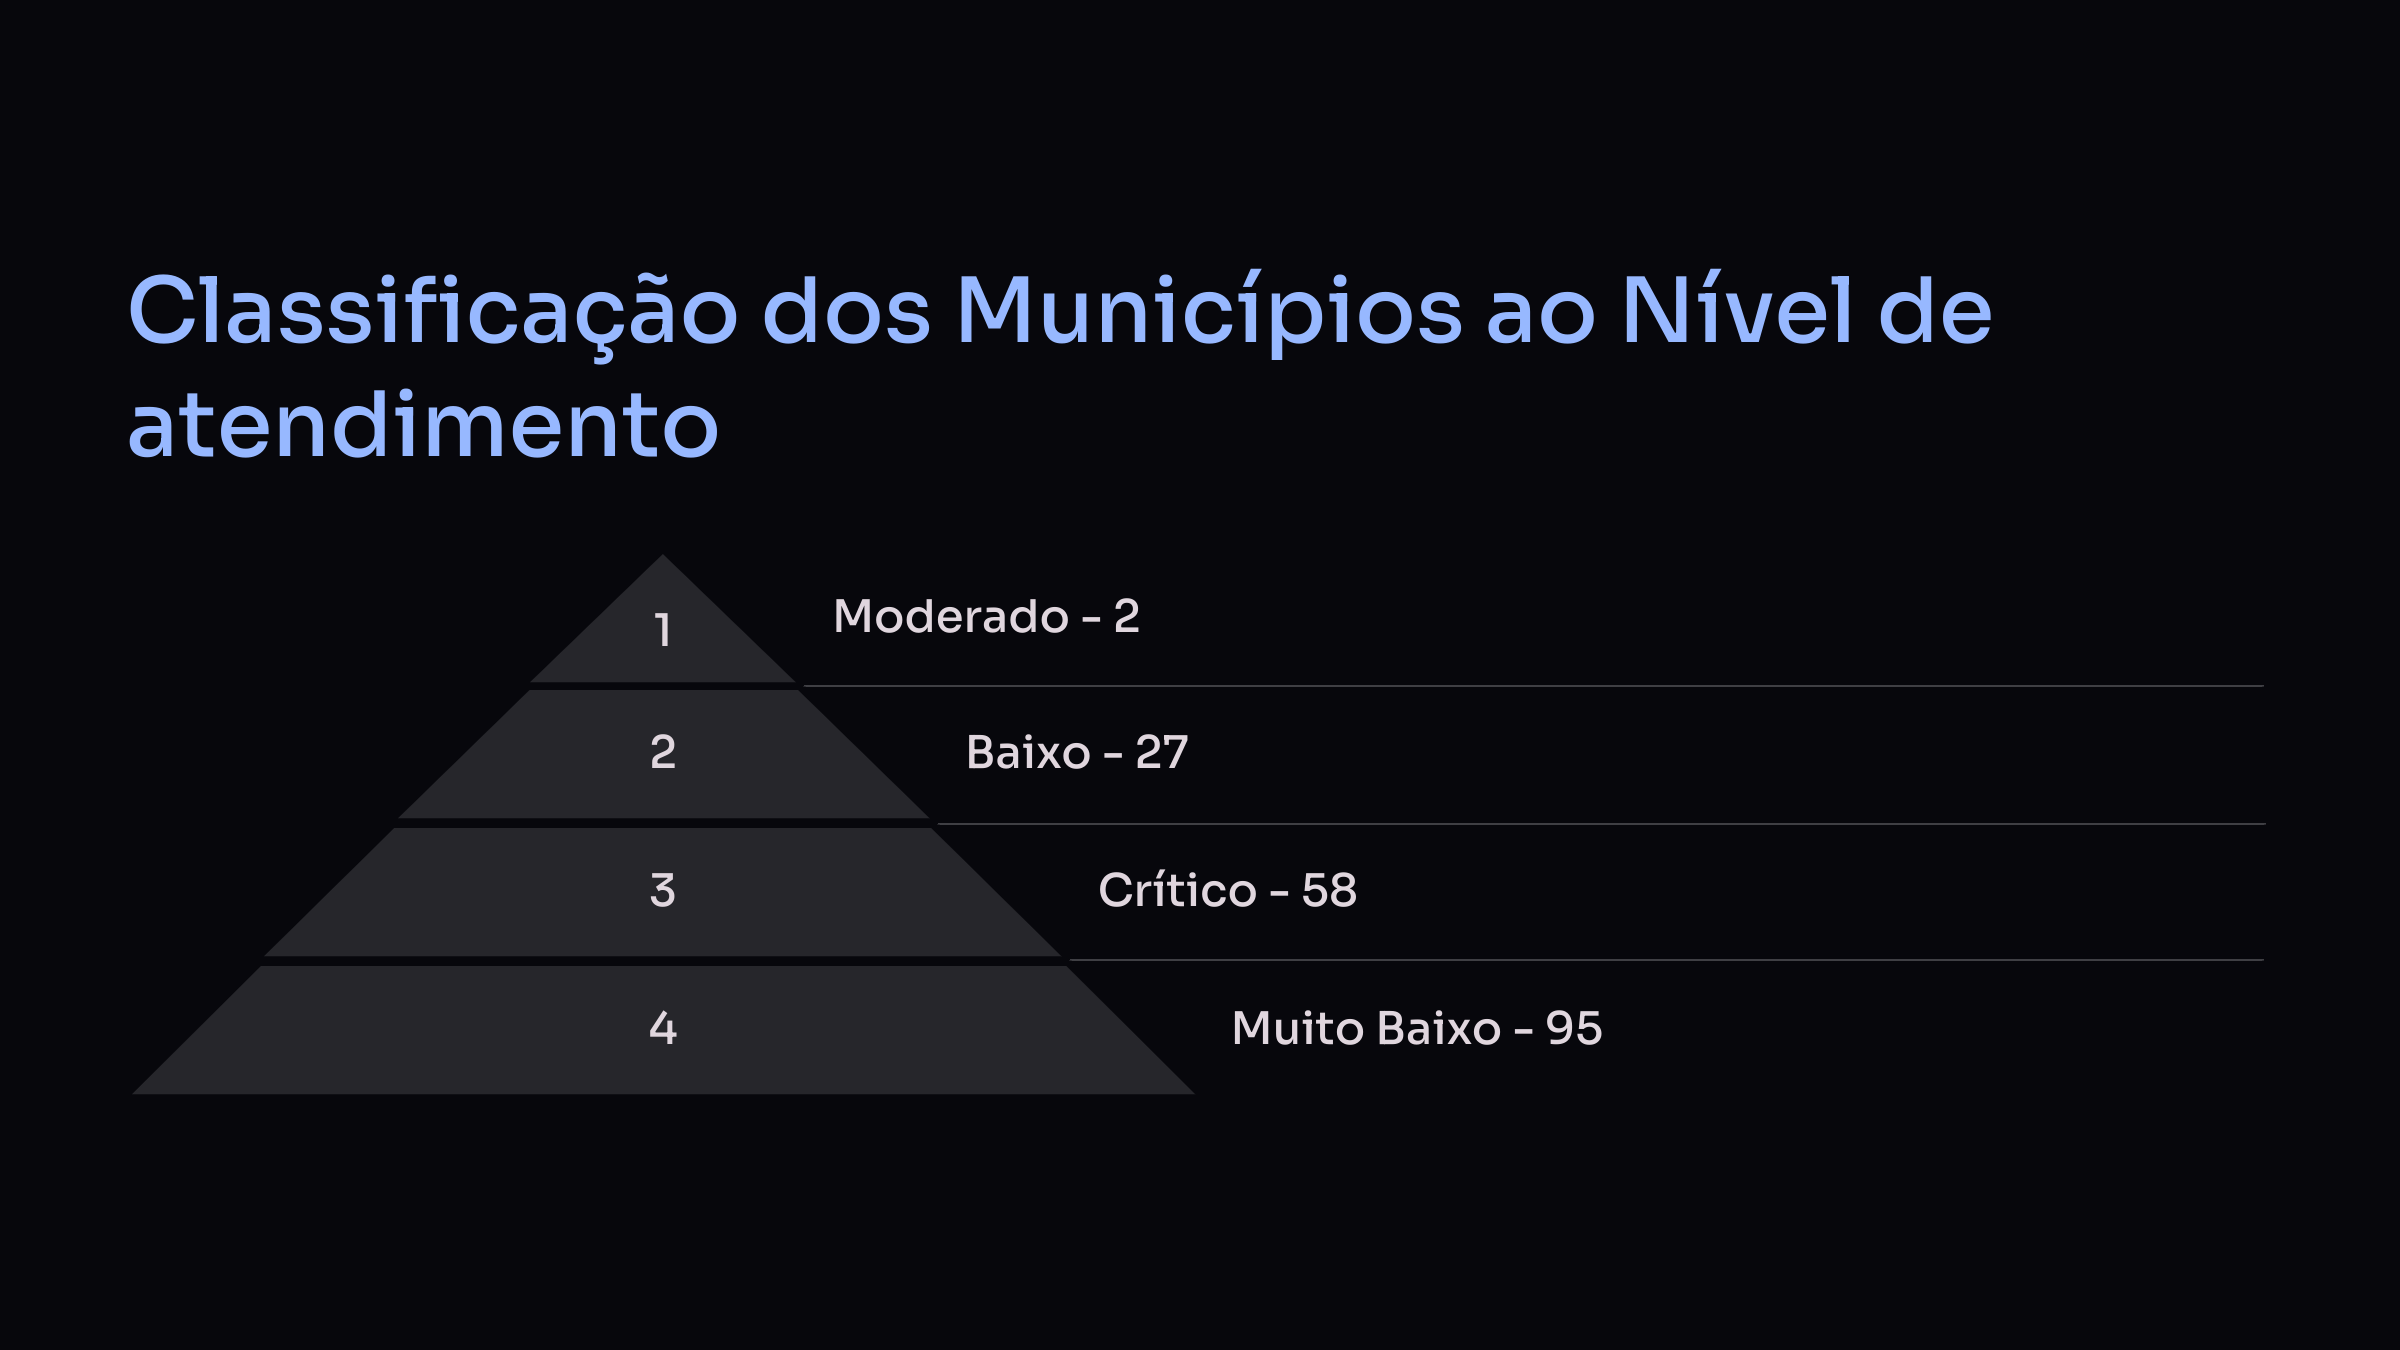 Classificação dos Municípios ao Nível de
atendimento
1
Moderado - 2
2
Baixo - 27
3
Crítico - 58
4
Muito Baixo - 95